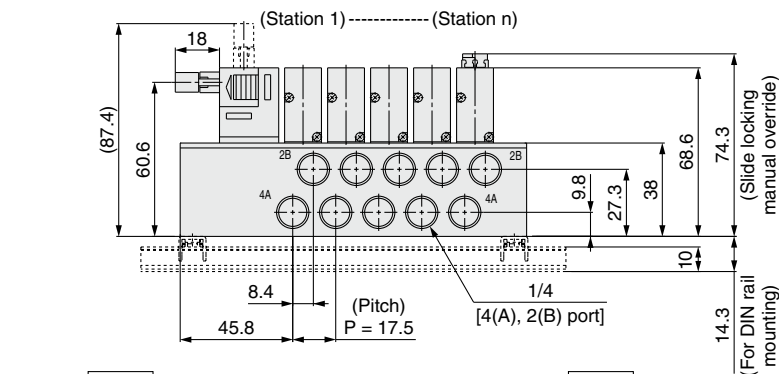 (Station 1) ------------ (Station n)
18
(87.4)
60.6
2B
2B
4A
4A
9.8
27.3
38
68.6
74.3
(Slide locking
manual override)
10
14.3
(For DIN rail
mounting)
8.4
(Pitch)
45.8
P = 17.5
1/4
[4(A), 2(B) port]